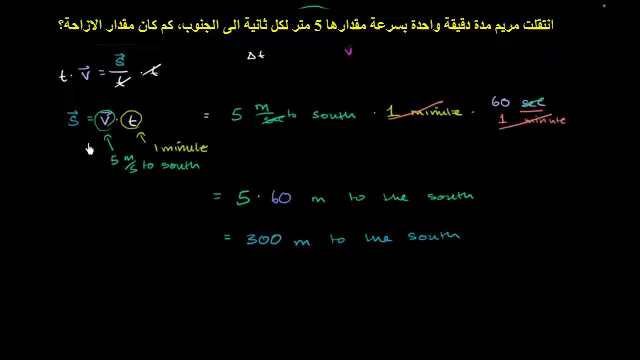 انتقلت مريم مدة دقيقة واحدة بسرعة مقدارها 5 متر لكل ثانية الى الجنوب، كم كان مقدار الازاحة؟
t · v⃗ = s⃗/t · t
Δt
v
s⃗ = v⃗ · t = 5 m/sec to south · 1 minute · 60 sec/1 minute
1 minute
5 m/s to south
= 5 · 60 m to the south
= 300 m to the south